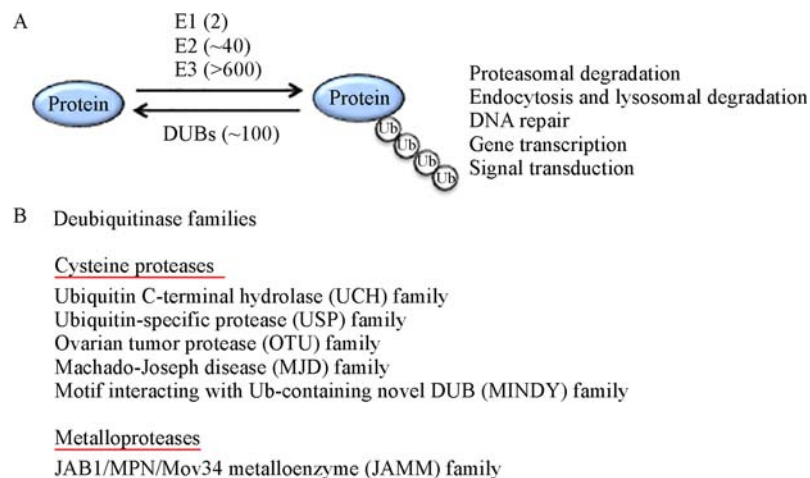 A
E1 (2)
E2 (~40)
E3 (>600)
Protein
DUBs (~100)
Protein
Ub
Ub
Ub
Ub
Proteasomal degradation
Endocytosis and lysosomal degradation
DNA repair
Gene transcription
Signal transduction
B Deubiquitinase families
Cysteine proteases
Ubiquitin C-terminal hydrolase (UCH) family
Ubiquitin-specific protease (USP) family
Ovarian tumor protease (OTU) family
Machado-Joseph disease (MJD) family
Motif interacting with Ub-containing novel DUB (MINDY) family
Metalloproteases
JAB1/MPN/Mov34 metalloenzyme (JAMM) family